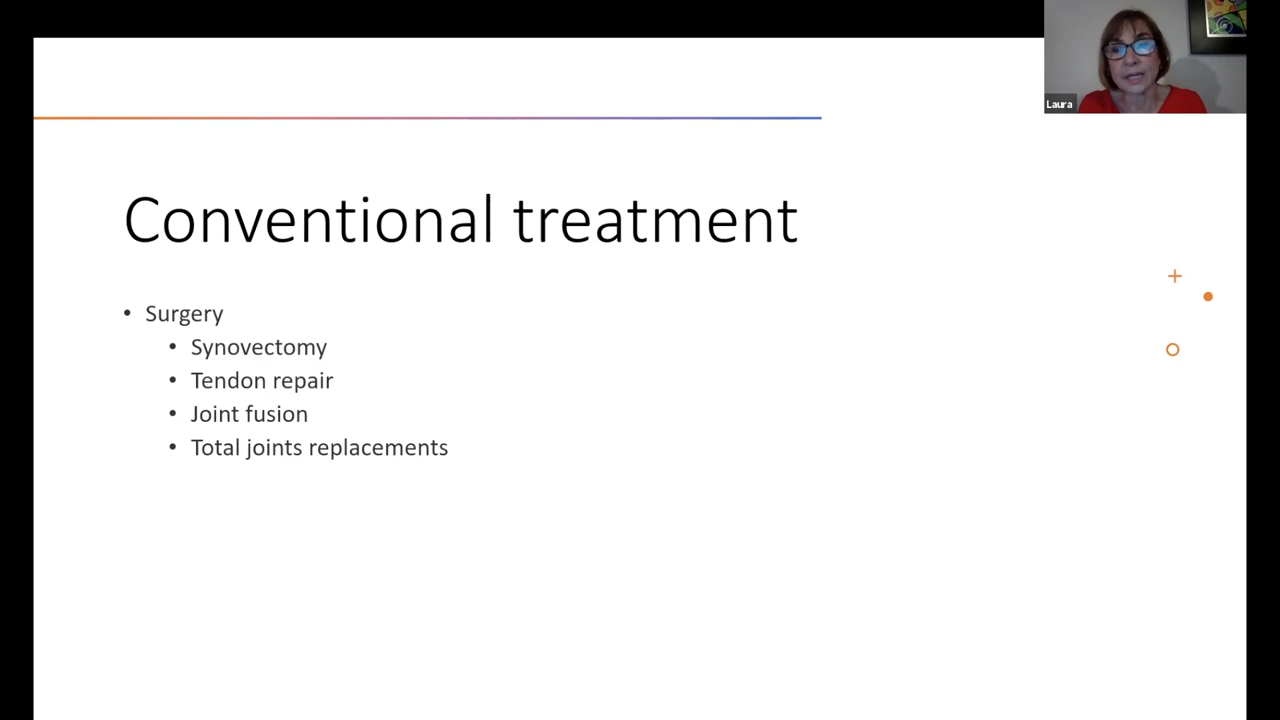 Laura
Conventional treatment
• Surgery
• Synovectomy
• Tendon repair
• Joint fusion
• Total joints replacements